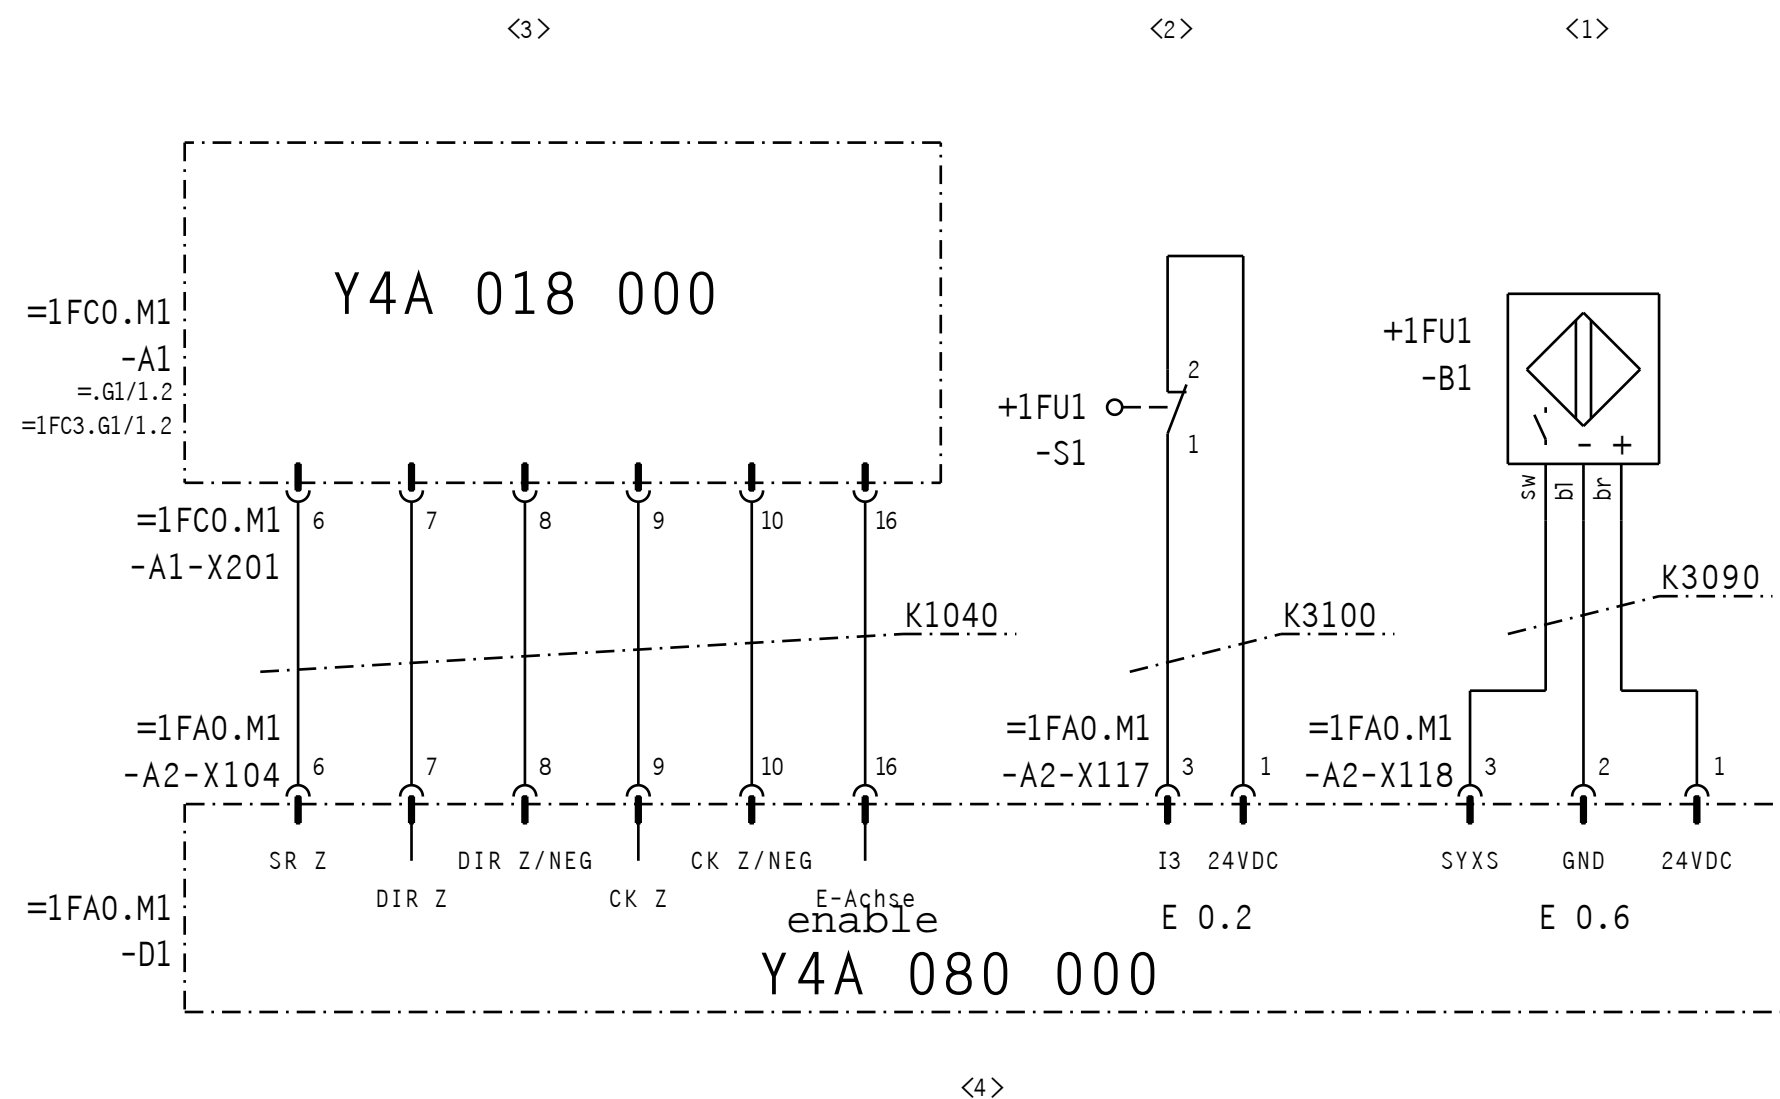 <3> <2> <1>
Y4A 018 000
=1FC0.M1
-A1
=.G1/1.2
=1FC3.G1/1.2
+1FU1
-S1
2
1
+1FU1
-B1
- +
sw bl br
=1FC0.M1
-A1-X201
6 7 8 9 10 16
K1040
K3100
K3090
=1FA0.M1
-A2-X104
6 7 8 9 10 16
=1FA0.M1
-A2-X117
3 1
=1FA0.M1
-A2-X118
3 2 1
SR Z DIR Z/NEG CK Z/NEG
DIR Z CK Z E-Achse
enable
I3 24VDC
E 0.2
SYXS GND 24VDC
E 0.6
=1FA0.M1
-D1
Y4A 080 000
<4>